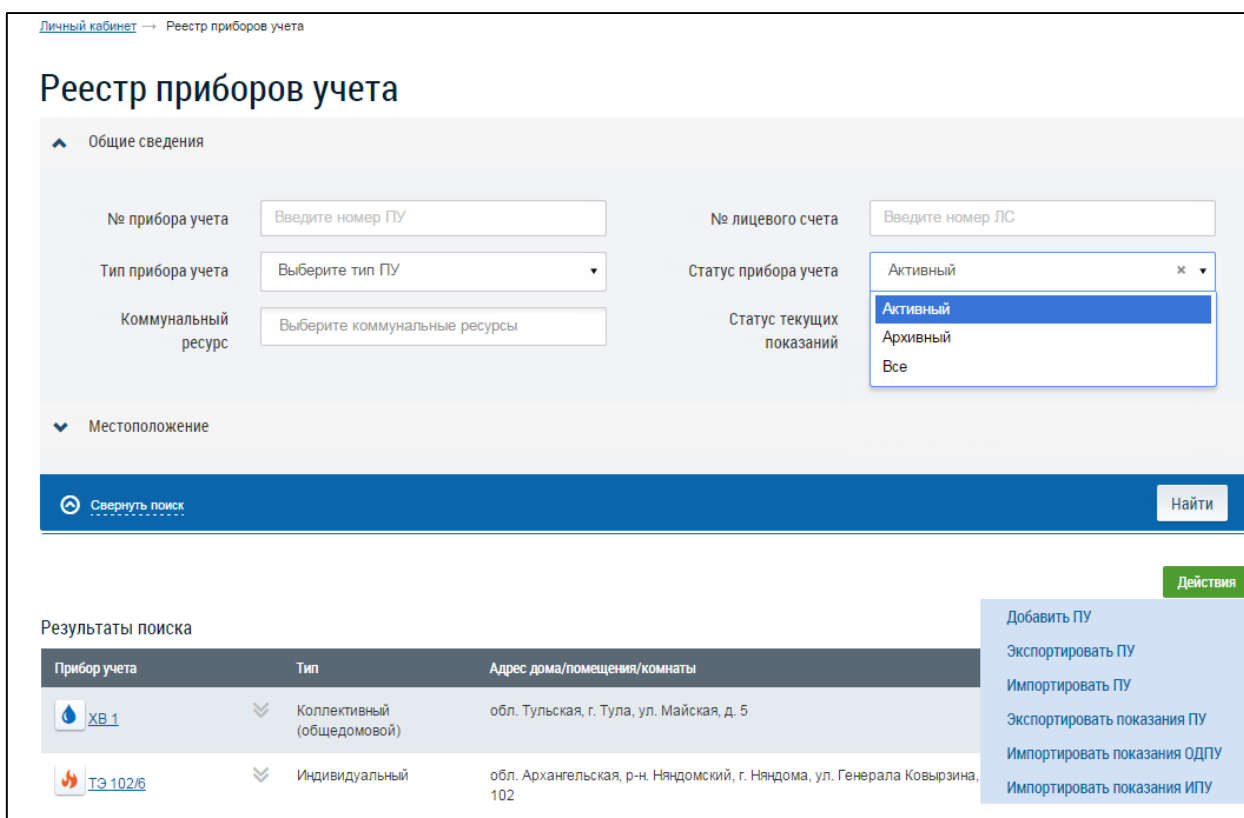 Личный кабинет → Реестр приборов учета
Реестр приборов учета
Общие сведения
№ прибора учета Введите номер ПУ № лицевого счета Введите номер ЛС
Тип прибора учета Выберите тип ПУ Статус прибора учета Активный
Коммунальный ресурс Выберите коммунальные ресурсы Статус текущих показаний
Активный
Архивный
Все
Местоположение
Свернуть поиск Найти
Действия
Добавить ПУ
Экспортировать ПУ
Импортировать ПУ
Экспортировать показания ПУ
Импортировать показания ОДПУ
Импортировать показания ИПУ
Результаты поиска
Прибор учета Тип Адрес дома/помещения/комнаты
ХВ 1 Коллективный (общедомовой) обл. Тульская, г. Тула, ул. Майская, д. 5
ТЭ 102/6 Индивидуальный обл. Архангельская, р-н. Няндомский, г. Няндома, ул. Генерала Ковырзина,
102